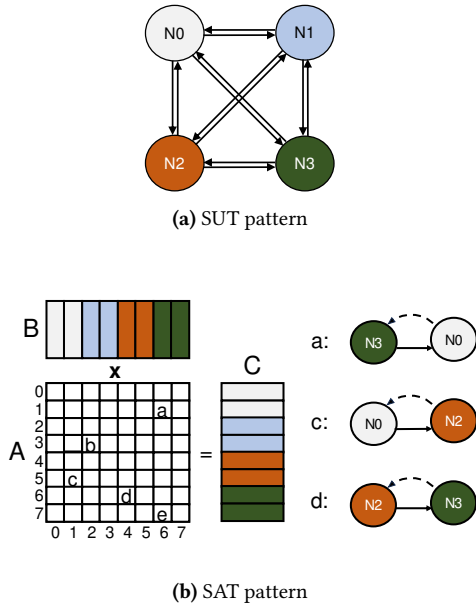 N0 N1
N2 N3
(a) SUT pattern
B
x
C
A
=
0
1 a
2
3 b
4
5 c
6 d
7 e
0 1 2 3 4 5 6 7
a: N3 N0
c: N0 N2
d: N2 N3
(b) SAT pattern